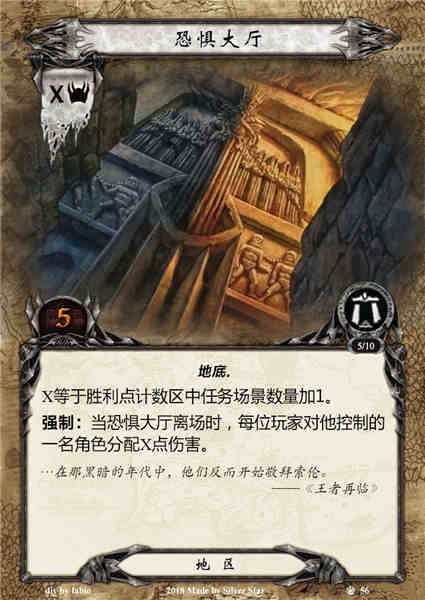 恐惧大厅
X
5
5/10
地底.
X等于胜利点计数区中任务场景数量加1。
强制：当恐惧大厅离场时，每位玩家对他控制的
一名角色分配X点伤害。
…在那黑暗的年代中，他们反而开始敬拜索伦。
——《王者再临》
地 区
diy by fabio 2018 Made by Silver Star 56